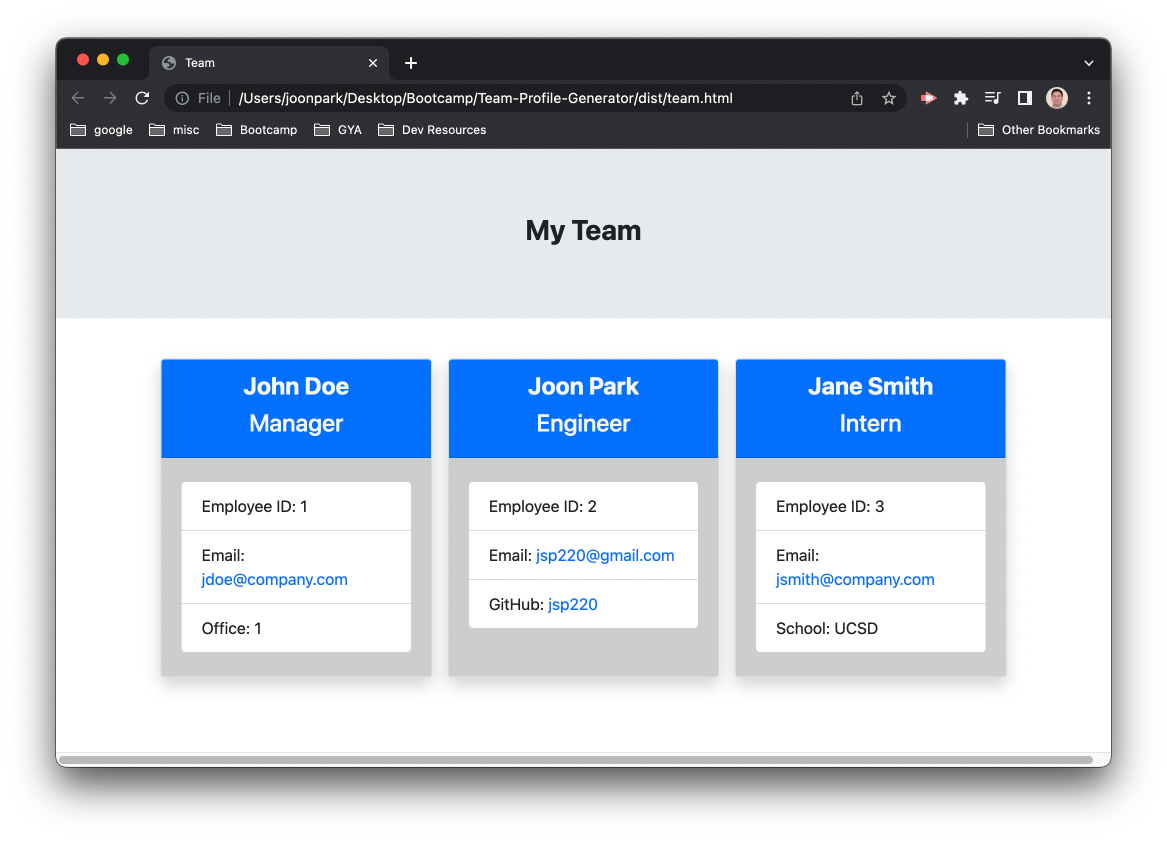 Team
File /Users/joonpark/Desktop/Bootcamp/Team-Profile-Generator/dist/team.html
google misc Bootcamp GYA Dev Resources Other Bookmarks
My Team
John Doe
Manager
Employee ID: 1
Email:
jdoe@company.com
Office: 1
Joon Park
Engineer
Employee ID: 2
Email: jsp220@gmail.com
GitHub: jsp220
Jane Smith
Intern
Employee ID: 3
Email:
jsmith@company.com
School: UCSD